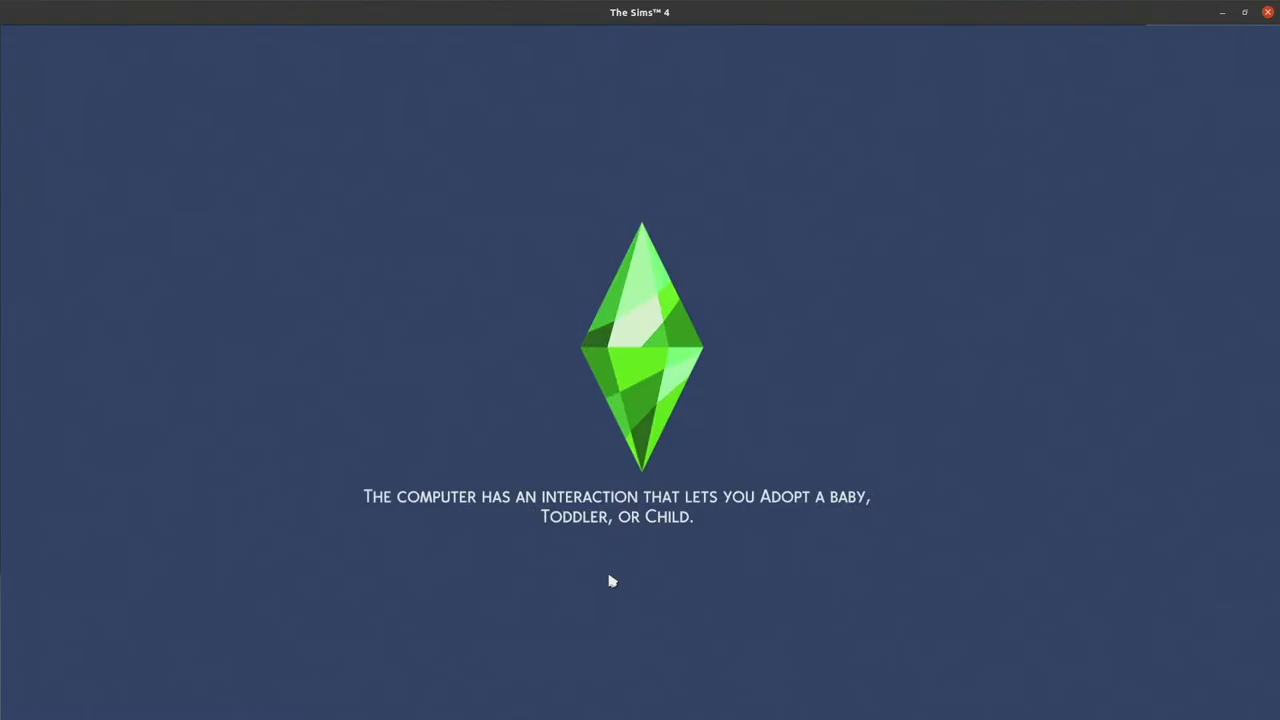 The Sims™ 4
The computer has an interaction that lets you Adopt a baby,
Toddler, or Child.